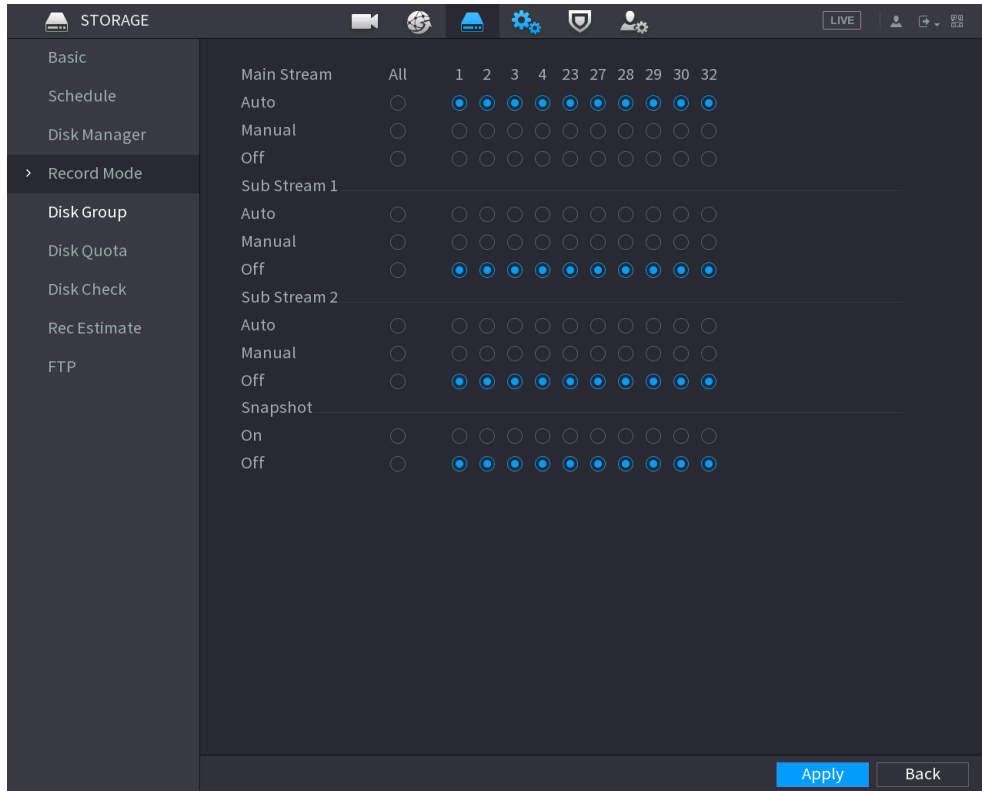 STORAGE LIVE
Basic
Schedule
Disk Manager
Record Mode
Disk Group
Disk Quota
Disk Check
Rec Estimate
FTP
Main Stream All 1 2 3 4 23 27 28 29 30 32
Auto
Manual
Off
Sub Stream 1
Auto
Manual
Off
Sub Stream 2
Auto
Manual
Off
Snapshot
On
Off
Apply Back